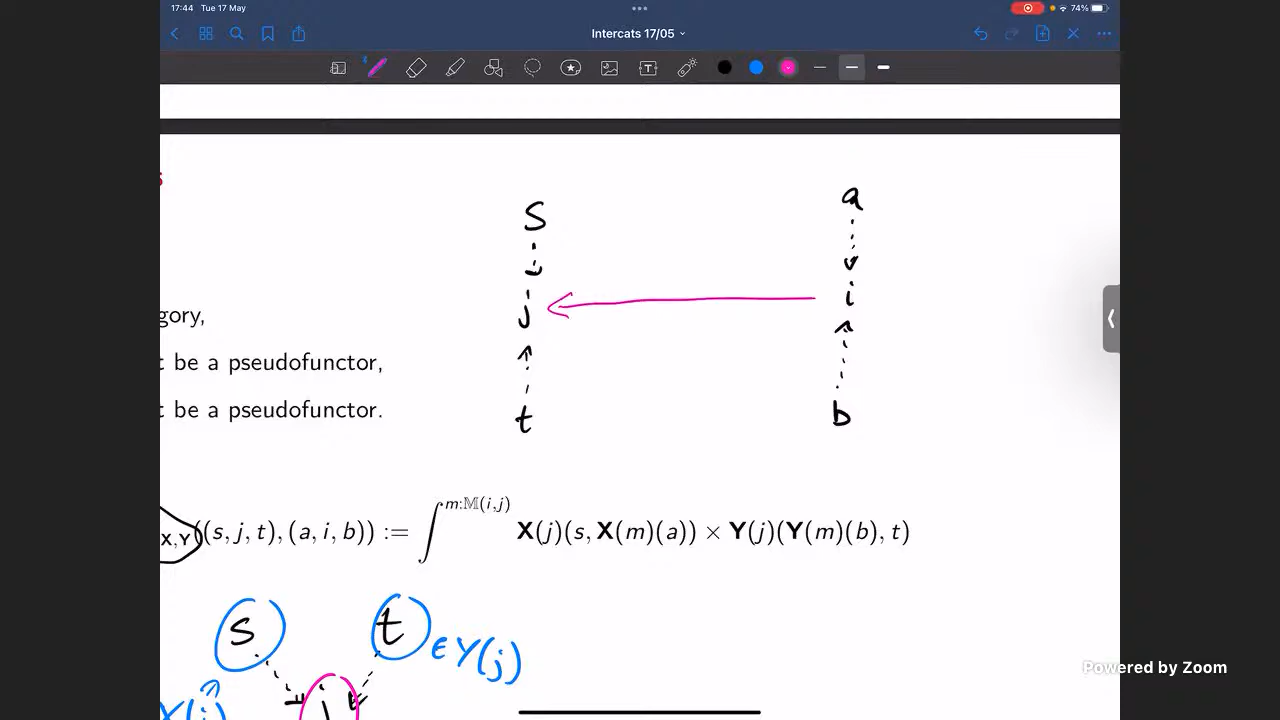 17:44 Tue 17 May
74%
Intercats 17/05
s
S
a
j
i
gory,
t be a pseudofunctor,
t be a pseudofunctor.
t
b
X,Y((s, j, t), (a, i, b)) := ∫^{m:𝕄(i,j)} X(j)(s, X(m)(a)) × Y(j)(Y(m)(b), t)
s
t
∈ Y(j)
X(j)
j
Powered by Zoom